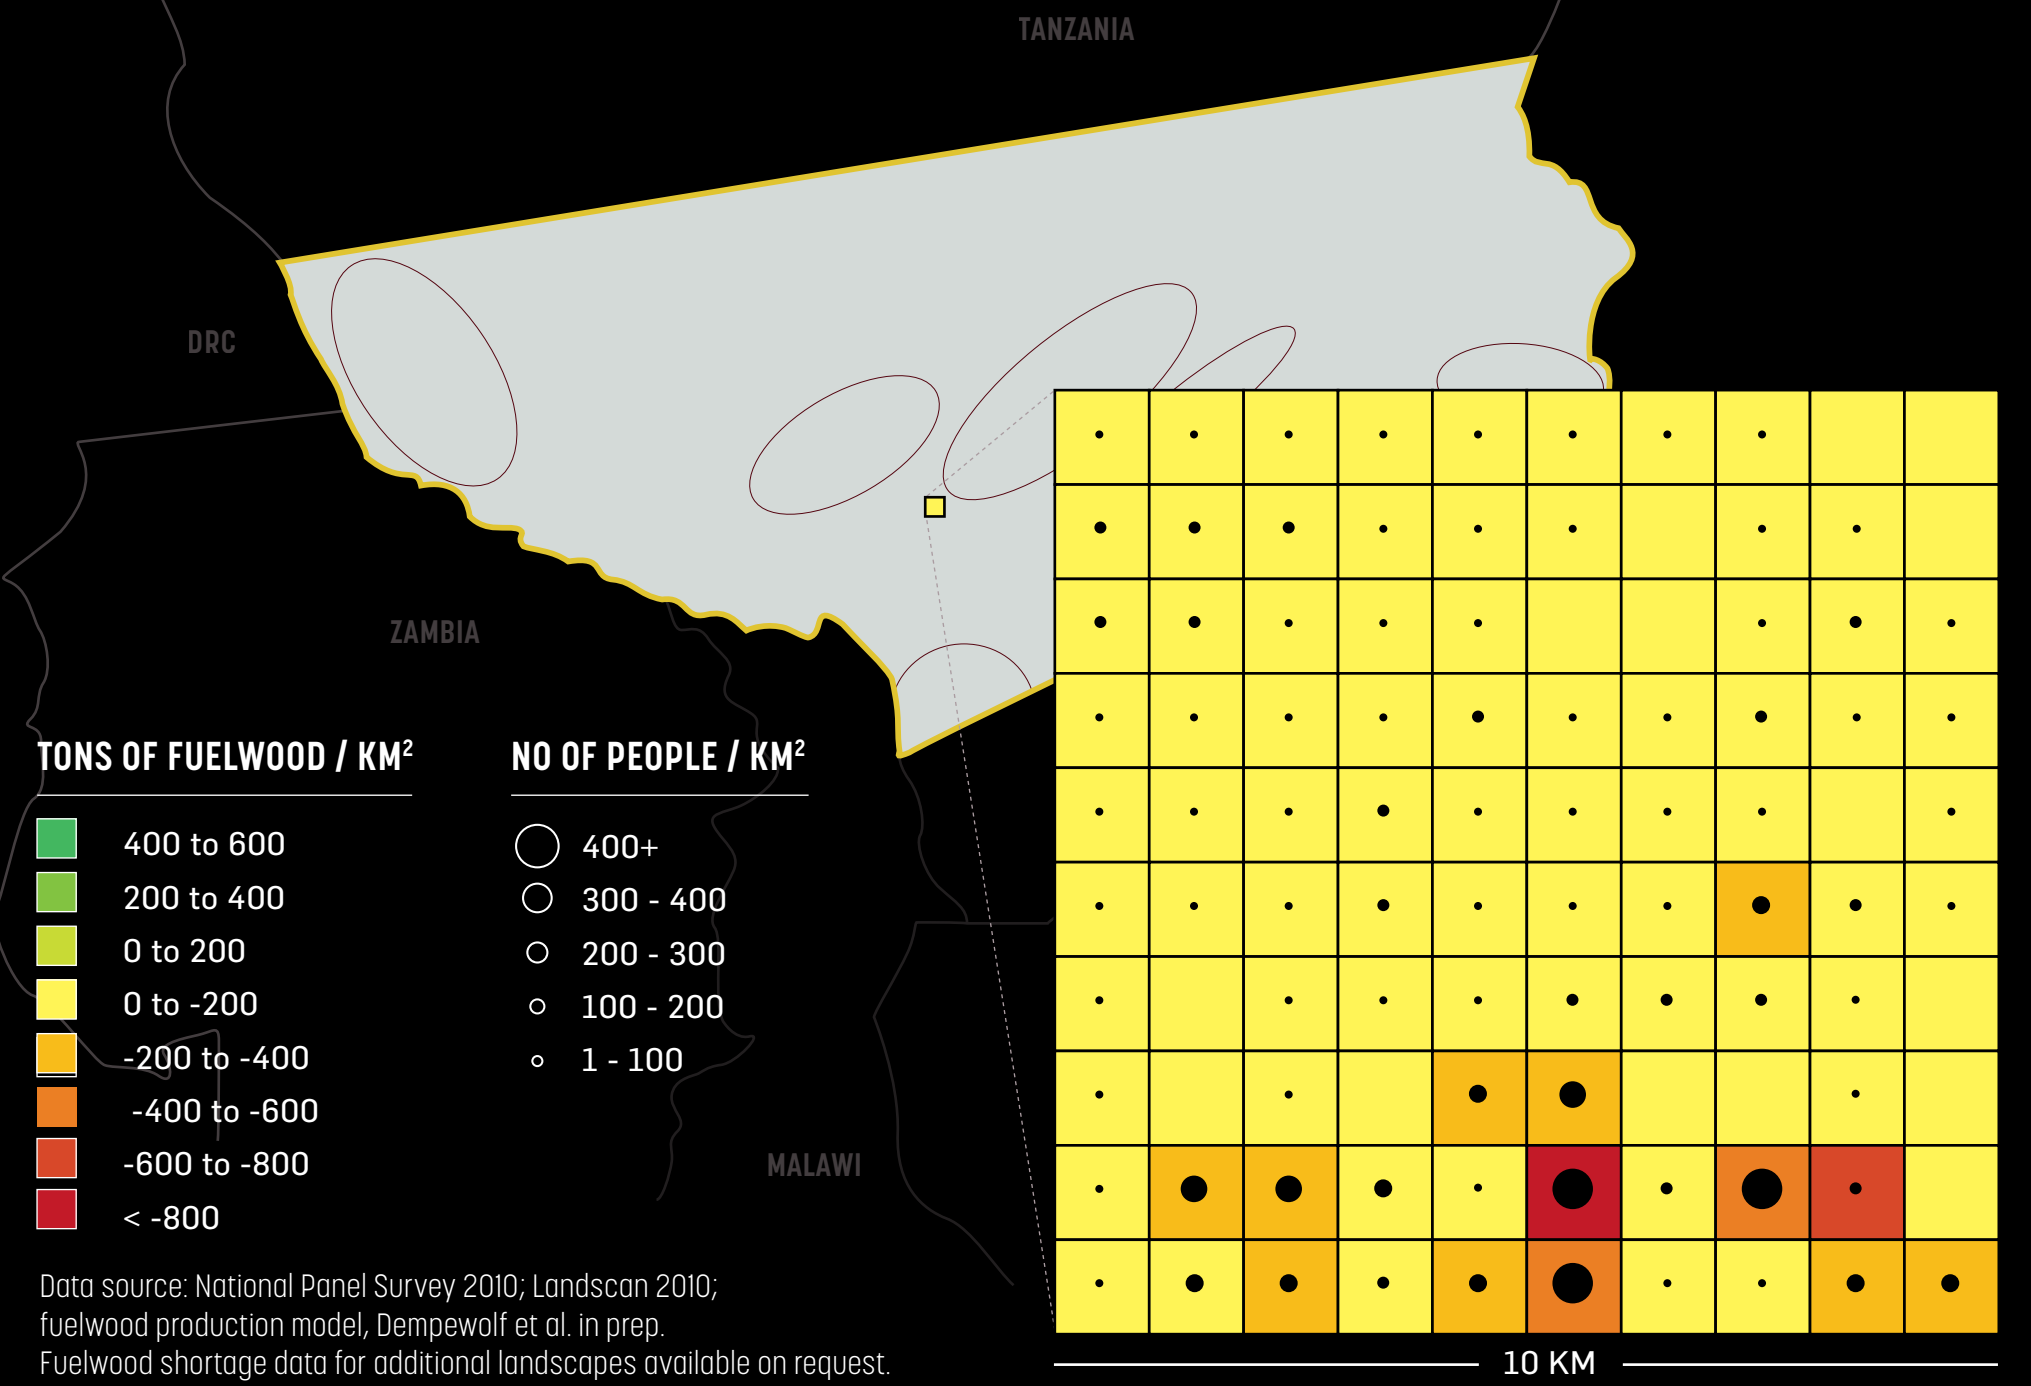 TANZANIA
DRC
ZAMBIA
TONS OF FUELWOOD / KM²
400 to 600
200 to 400
0 to 200
0 to -200
-200 to -400
-400 to -600
-600 to -800
< -800
NO OF PEOPLE / KM²
400+
300 - 400
200 - 300
100 - 200
1 - 100
MALAWI
Data source: National Panel Survey 2010; Landscan 2010;
fuelwood production model, Dempewolf et al. in prep.
Fuelwood shortage data for additional landscapes available on request.
10 KM